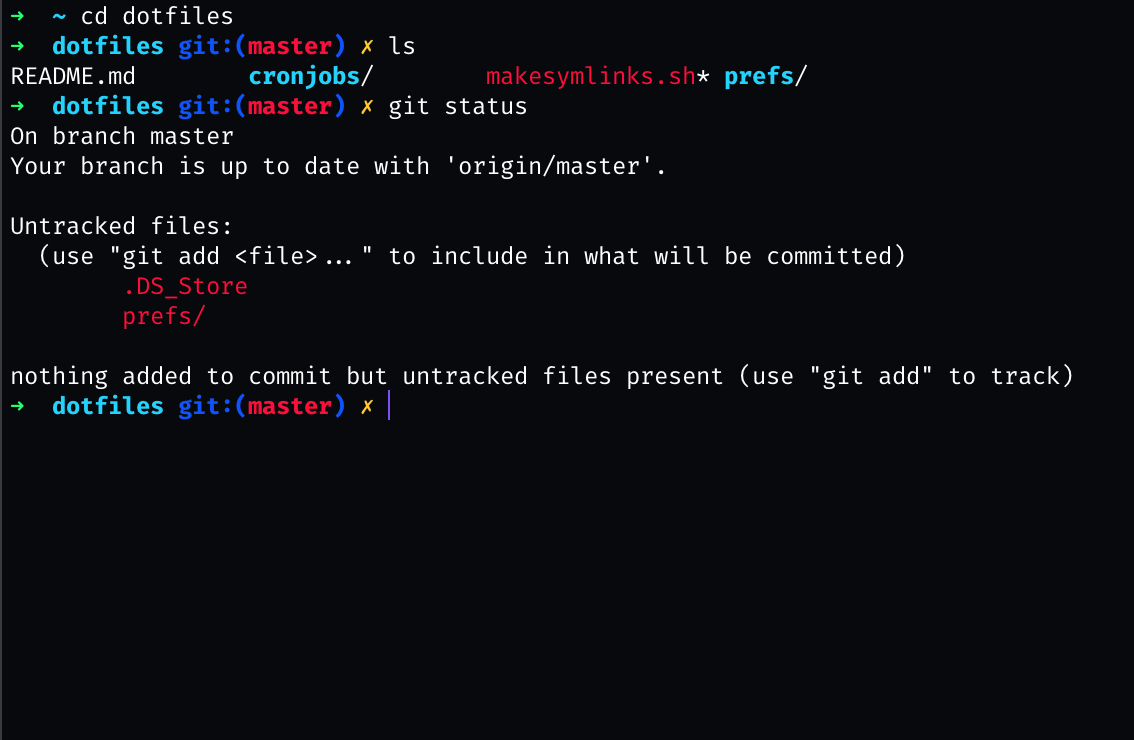 ➜  ~ cd dotfiles
➜  dotfiles git:(master) ✗ ls
README.md        cronjobs/        makesymlinks.sh* prefs/
➜  dotfiles git:(master) ✗ git status
On branch master
Your branch is up to date with 'origin/master'.

Untracked files:
  (use "git add <file>..." to include in what will be committed)
        .DS_Store
        prefs/

nothing added to commit but untracked files present (use "git add" to track)
➜  dotfiles git:(master) ✗